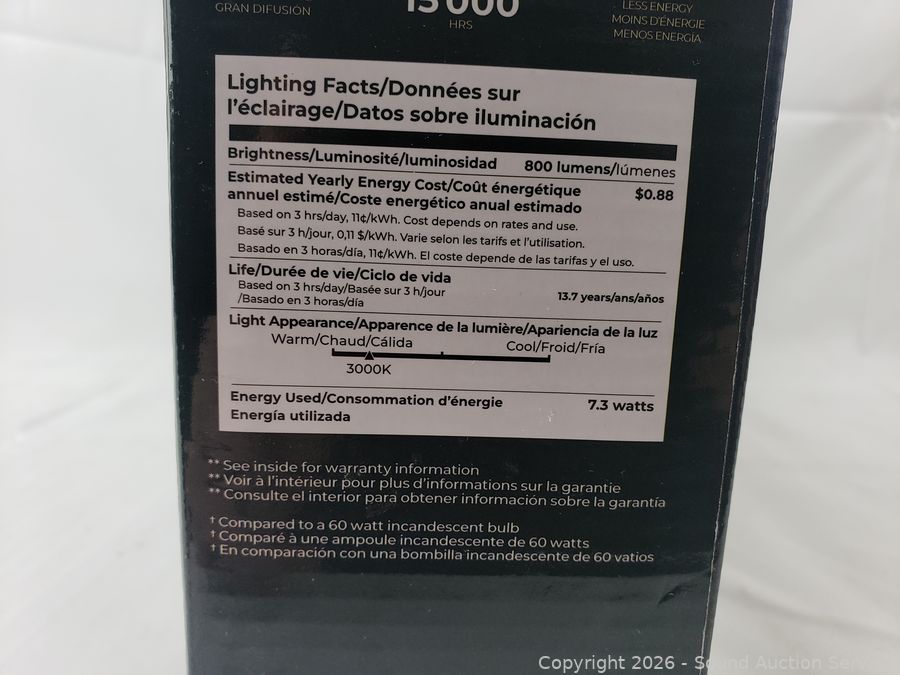 GRAN DIFUSIÓN
15 000
HRS
LESS ENERGY
MOINS D'ÉNERGIE
MENOS ENERGÍA
Lighting Facts/Données sur
l'éclairage/Datos sobre iluminación
Brightness/Luminosité/luminosidad 800 lumens/lúmenes
Estimated Yearly Energy Cost/Coût énergétique $0.88
annuel estimé/Coste energético anual estimado
Based on 3 hrs/day, 11¢/kWh. Cost depends on rates and use.
Basé sur 3 h/jour, 0,11 $/kWh. Varie selon les tarifs et l'utilisation.
Basado en 3 horas/día, 11¢/kWh. El coste depende de las tarifas y el uso.
Life/Durée de vie/Ciclo de vida
Based on 3 hrs/day/Basée sur 3 h/jour
/Basado en 3 horas/día 13.7 years/ans/años
Light Appearance/Apparence de la lumière/Apariencia de la luz
Warm/Chaud/Cálida Cool/Froid/Fría
3000K
Energy Used/Consommation d'énergie 7.3 watts
Energía utilizada
** See inside for warranty information
** Voir à l'intérieur pour plus d'informations sur la garantie
** Consulte el interior para obtener información sobre la garantía
† Compared to a 60 watt incandescent bulb
† Comparé à une ampoule incandescente de 60 watts
† En comparación con una bombilla incandescente de 60 vatios
Copyright 2026 - Sound Auction Serv